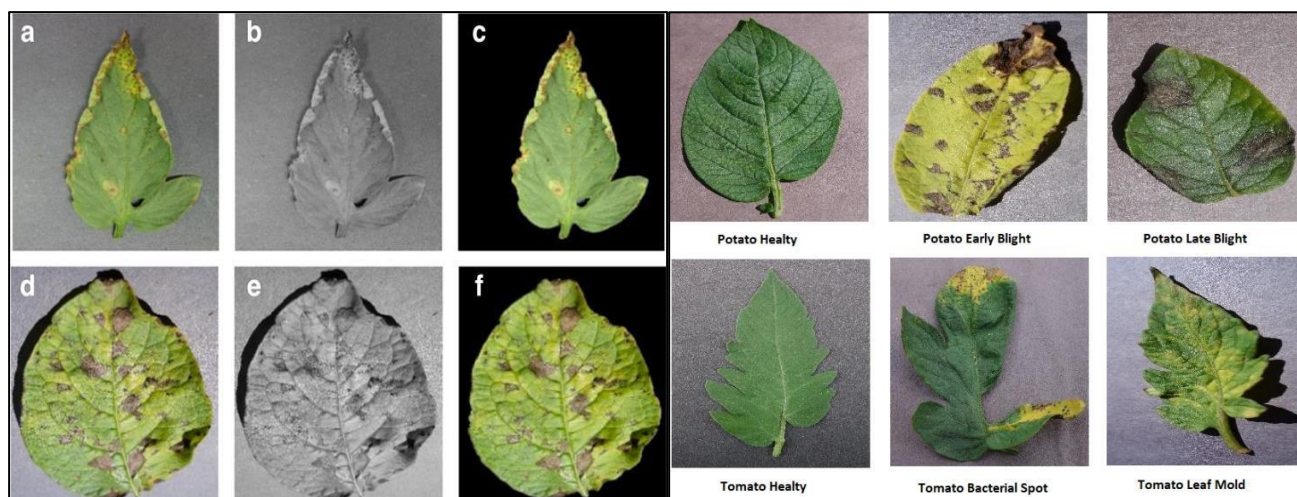 a
b
c
d
e
f
Potato Healty
Potato Early Blight
Potato Late Blight
Tomato Healty
Tomato Bacterial Spot
Tomato Leaf Mold